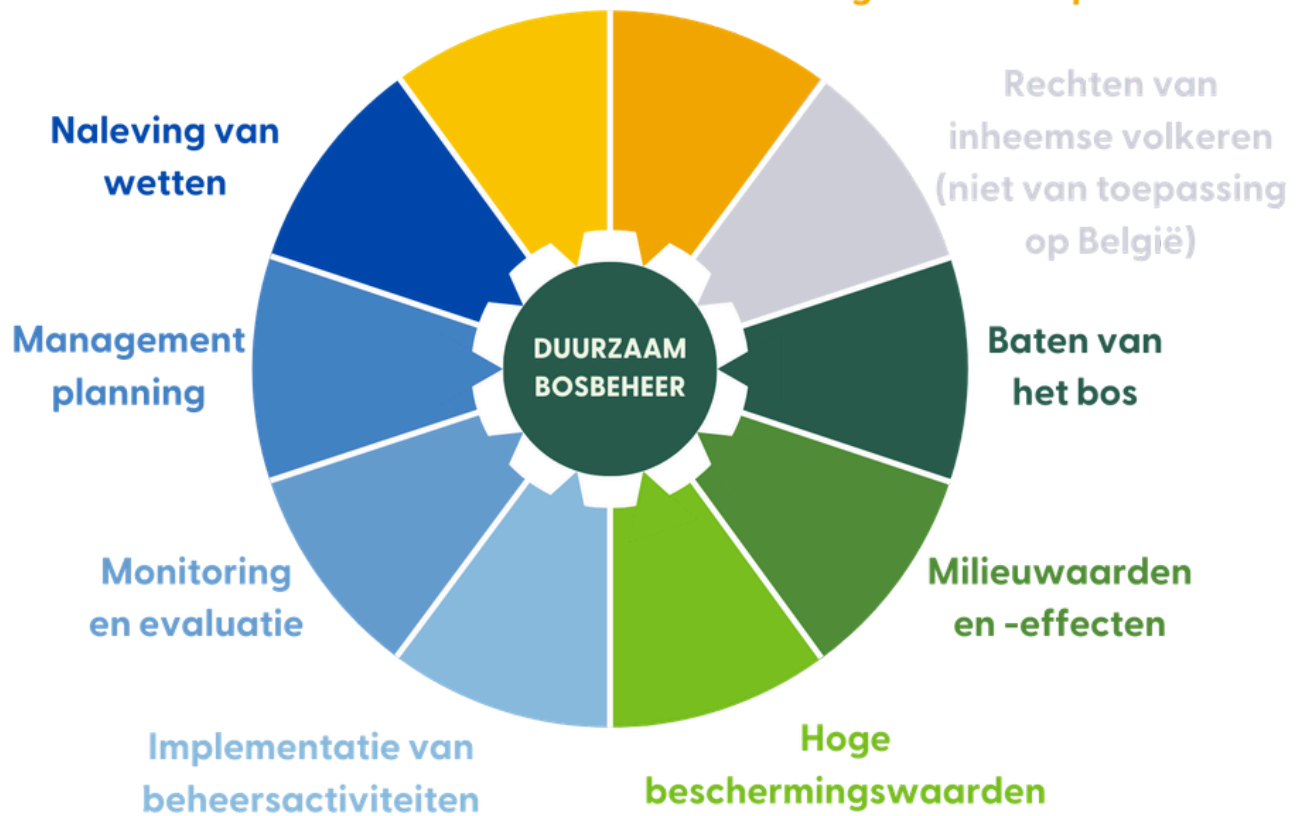 Rechten van
inheemse volkeren
(niet van toepassing
op België)
Naleving van
wetten
Management
planning
DUURZAAM
BOSBEHEER
Baten van
het bos
Monitoring
en evaluatie
Milieuwaarden
en -effecten
Implementatie van
beheersactiviteiten
Hoge
beschermingswaarden